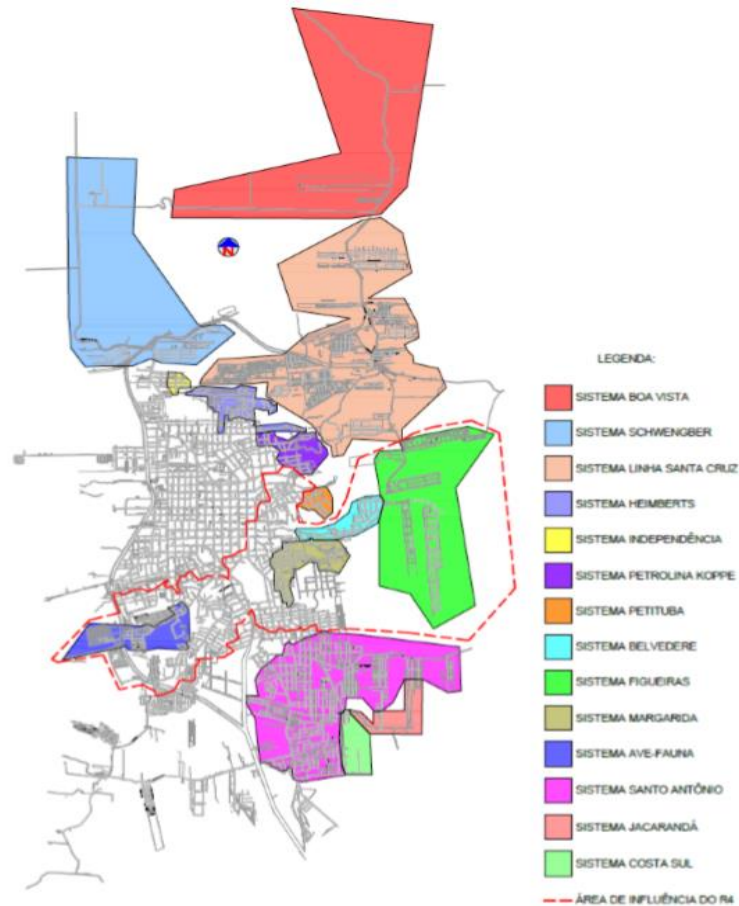 N
LEGENDA:
SISTEMA BOA VISTA
SISTEMA SCHWENGBER
SISTEMA LINHA SANTA CRUZ
SISTEMA HEIMBERTS
SISTEMA INDEPENDÊNCIA
SISTEMA PETROLINA KOPPE
SISTEMA PETITUBA
SISTEMA BELVEDERE
SISTEMA FIGUEIRAS
SISTEMA MARGARIDA
SISTEMA AVE-FAUNA
SISTEMA SANTO ANTÔNIO
SISTEMA JACARANDÁ
SISTEMA COSTA SUL
ÁREA DE INFLUÊNCIA DO R4